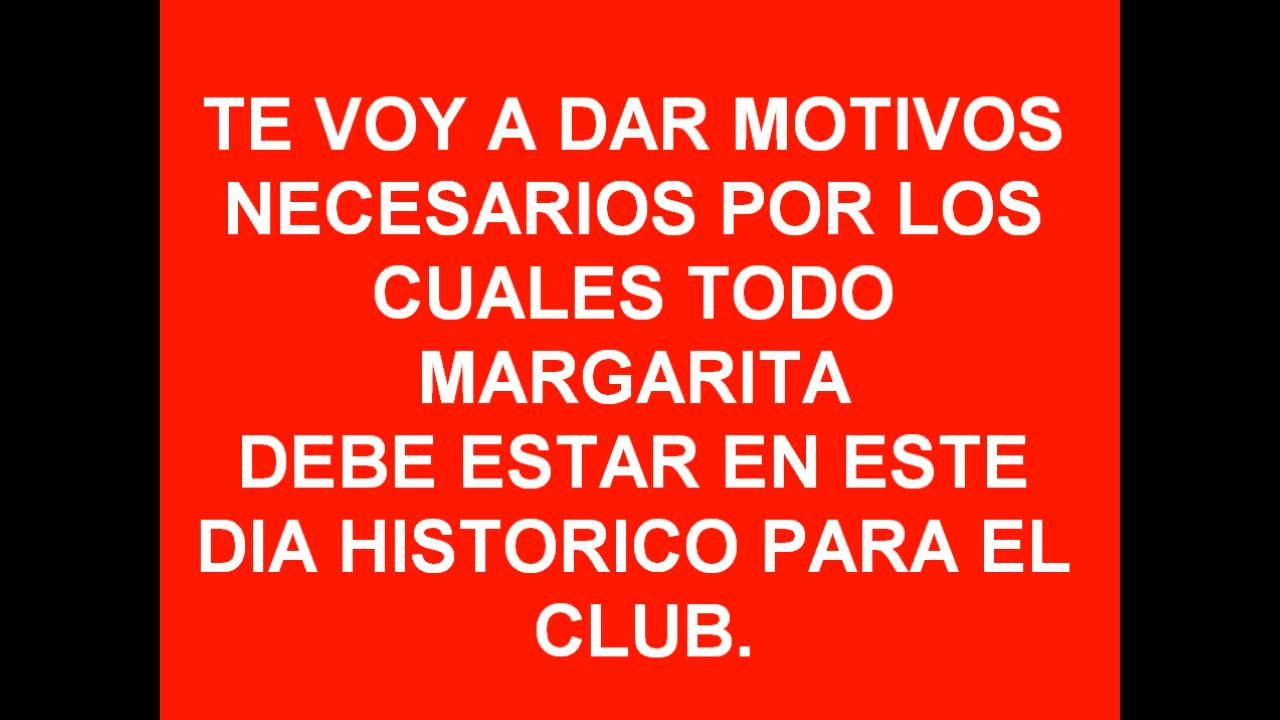 TE VOY A DAR MOTIVOS
NECESARIOS POR LOS
CUALES TODO
MARGARITA
DEBE ESTAR EN ESTE
DIA HISTORICO PARA EL
CLUB.